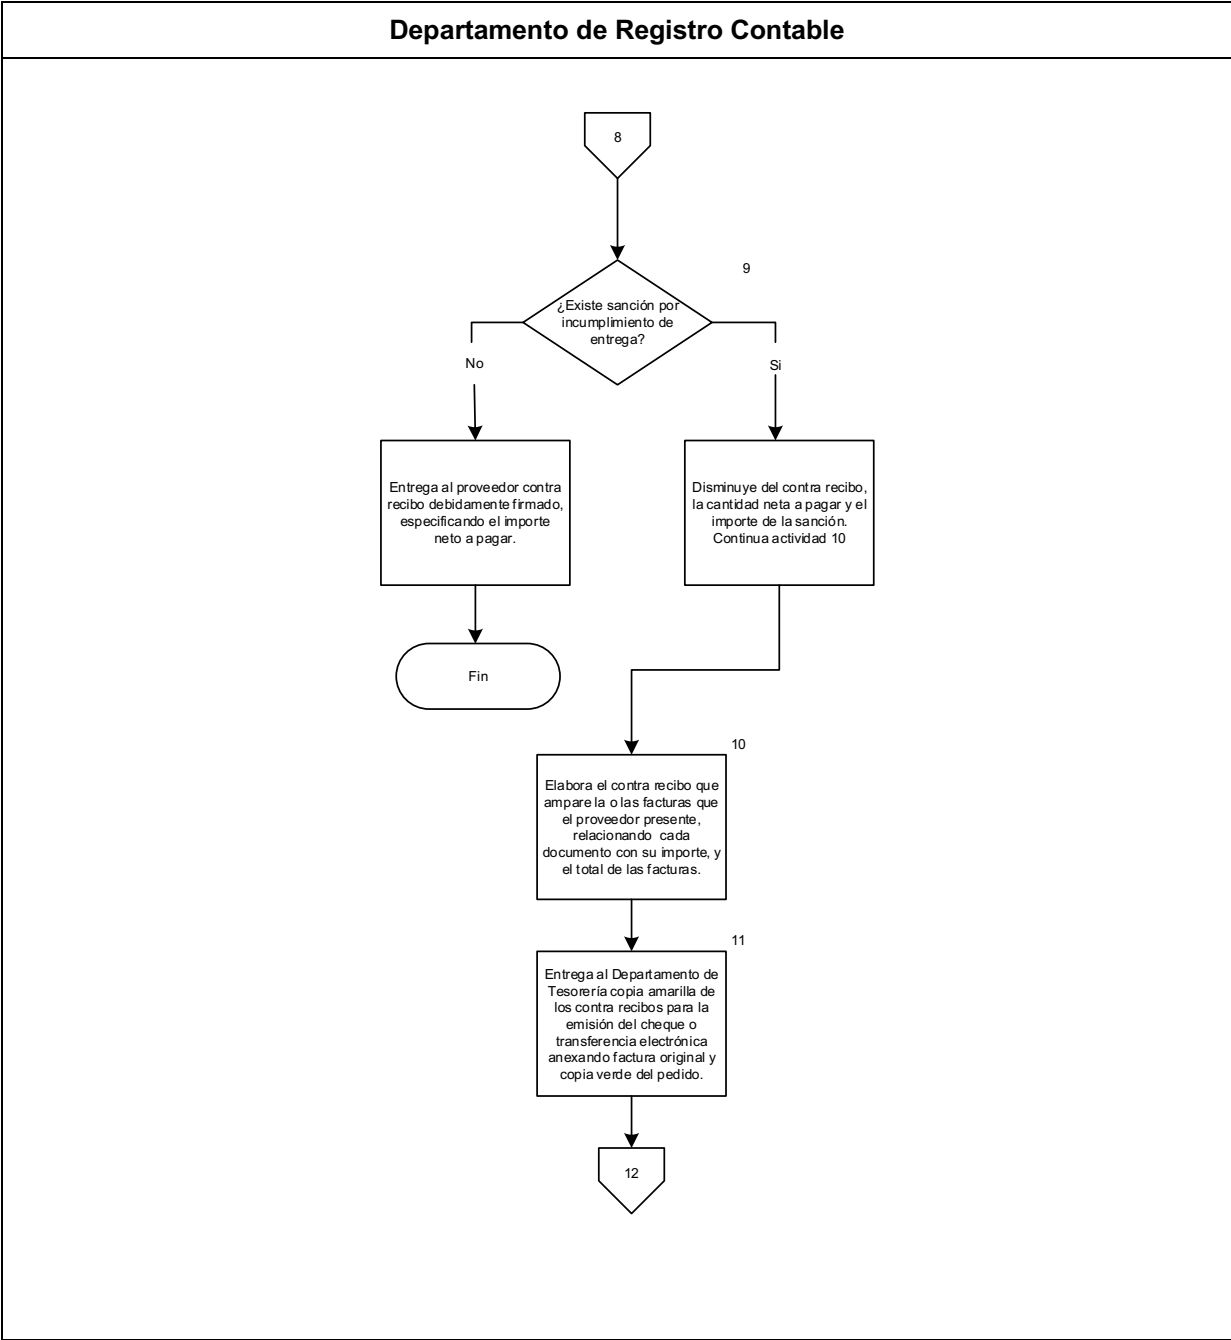 Departamento de Registro Contable
8
9
¿Existe sanción por
incumplimiento de
entrega?
No
Si
Entrega al proveedor contra
recibo debidamente firmado,
especificando el importe
neto a pagar.
Disminuye del contra recibo,
la cantidad neta a pagar y el
importe de la sanción.
Continua actividad 10
Fin
10
Elabora el contra recibo que
ampare la o las facturas que
el proveedor presente,
relacionando cada
documento con su importe, y
el total de las facturas.
11
Entrega al Departamento de
Tesorería copia amarilla de
los contra recibos para la
emisión del cheque o
transferencia electrónica
anexando factura original y
copia verde del pedido.
12